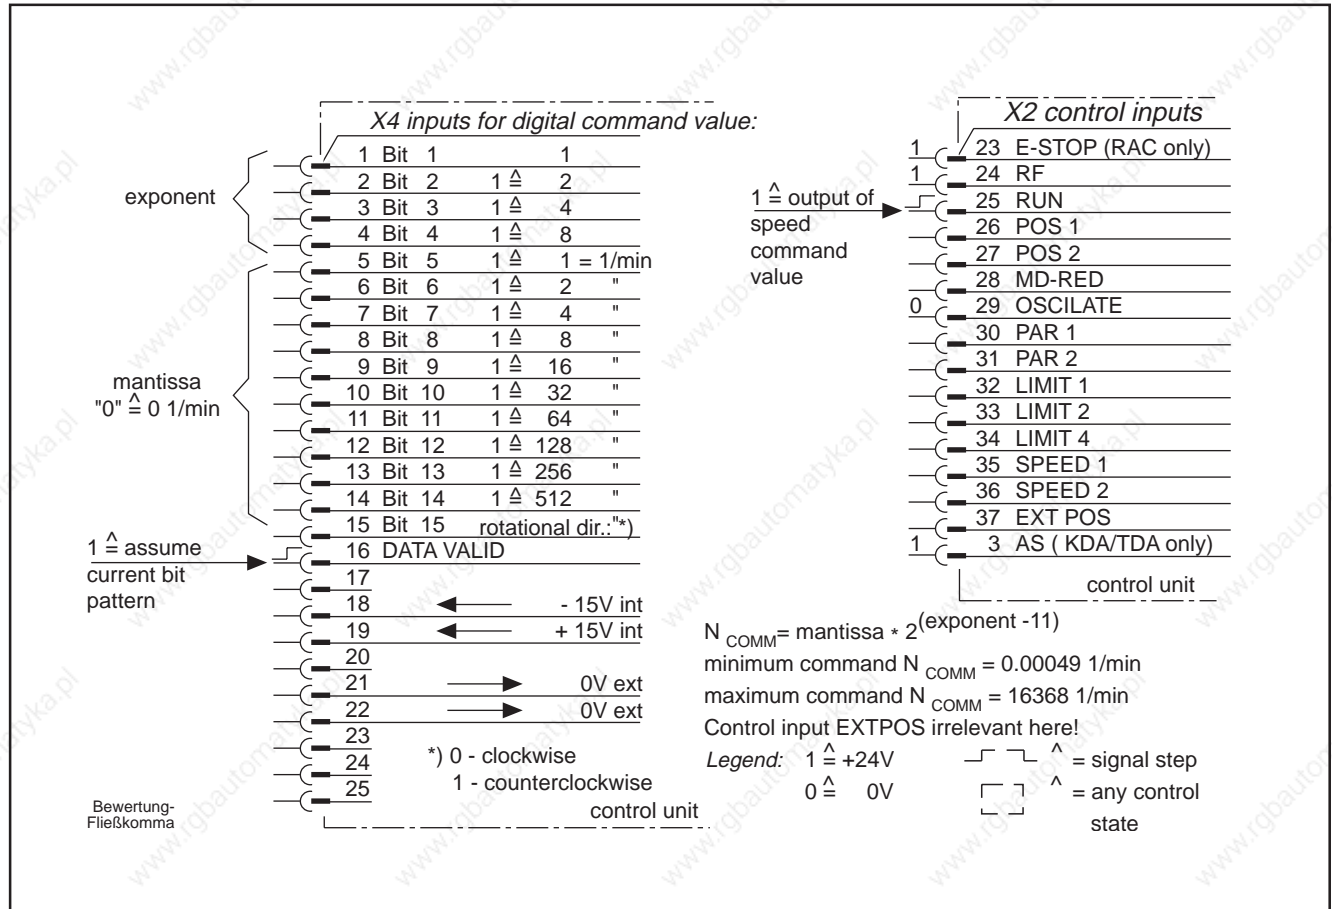 X4 inputs for digital command value:
exponent
1 Bit 1 1
2 Bit 2 1 ≙ 2
3 Bit 3 1 ≙ 4
4 Bit 4 1 ≙ 8
mantissa
"0" ≙ 0 1/min
5 Bit 5 1 ≙ 1 = 1/min
6 Bit 6 1 ≙ 2 "
7 Bit 7 1 ≙ 4 "
8 Bit 8 1 ≙ 8 "
9 Bit 9 1 ≙ 16 "
10 Bit 10 1 ≙ 32 "
11 Bit 11 1 ≙ 64 "
12 Bit 12 1 ≙ 128 "
13 Bit 13 1 ≙ 256 "
14 Bit 14 1 ≙ 512 "
15 Bit 15 rotational dir.:"*)
1 ≙ assume
current bit
pattern
16 DATA VALID
17
18 - 15V int
19 + 15V int
20
21 0V ext
22 0V ext
23
24
25
*) 0 - clockwise
1 - counterclockwise
control unit
Bewertung-
Fließkomma
X2 control inputs
1 23 E-STOP (RAC only)
1 24 RF
1 ≙ output of
speed
command
value
25 RUN
26 POS 1
27 POS 2
28 MD-RED
0 29 OSCILATE
30 PAR 1
31 PAR 2
32 LIMIT 1
33 LIMIT 2
34 LIMIT 4
35 SPEED 1
36 SPEED 2
37 EXT POS
1 3 AS ( KDA/TDA only)
control unit
N COMM = mantissa * 2(exponent -11)
minimum command N COMM = 0.00049 1/min
maximum command N COMM = 16368 1/min
Control input EXTPOS irrelevant here!
Legend: 1 ≙ +24V ≙ signal step
0 ≙ 0V ≙ any control
state
www.rgbautomatyka.pl